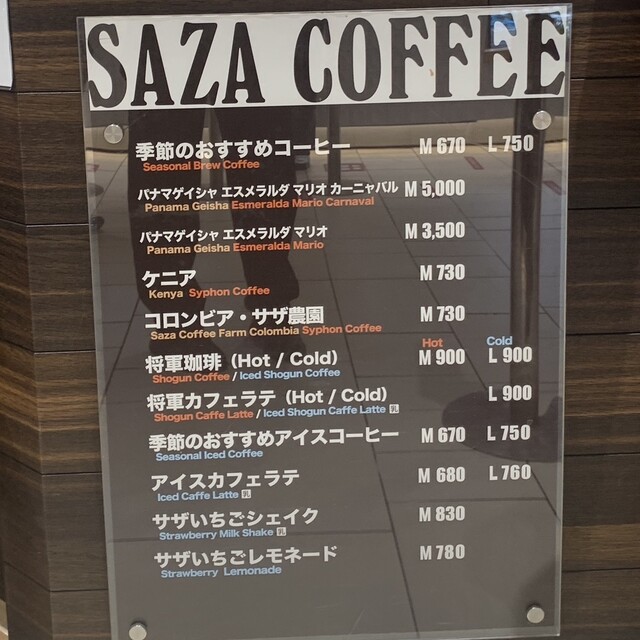 SAZA COFFEE
季節のおすすめコーヒー M 670 L 750
Seasonal Brew Coffee
パナマゲイシャ エスメラルダ マリオ カーニャバル M 5,000
Panama Geisha Esmeralda Mario Carnaval
パナマゲイシャ エスメラルダ マリオ M 3,500
Panama Geisha Esmeralda Mario
ケニア M 730
Kenya Syphon Coffee
コロンビア・サザ農園 M 730
Saza Coffee Farm Colombia Syphon Coffee
Hot Cold
将軍珈琲（Hot / Cold） M 900 L 900
Shogun Coffee / Iced Shogun Coffee
将軍カフェラテ（Hot / Cold） L 900
Shogun Caffe Latte / Iced Shogun Caffe Latte 乳
季節のおすすめアイスコーヒー M 670 L 750
Seasonal Iced Coffee
アイスカフェラテ M 680 L 760
Iced Caffe Latte 乳
サザいちごシェイク M 830
Strawberry Milk Shake 乳
サザいちごレモネード M 780
Strawberry Lemonade